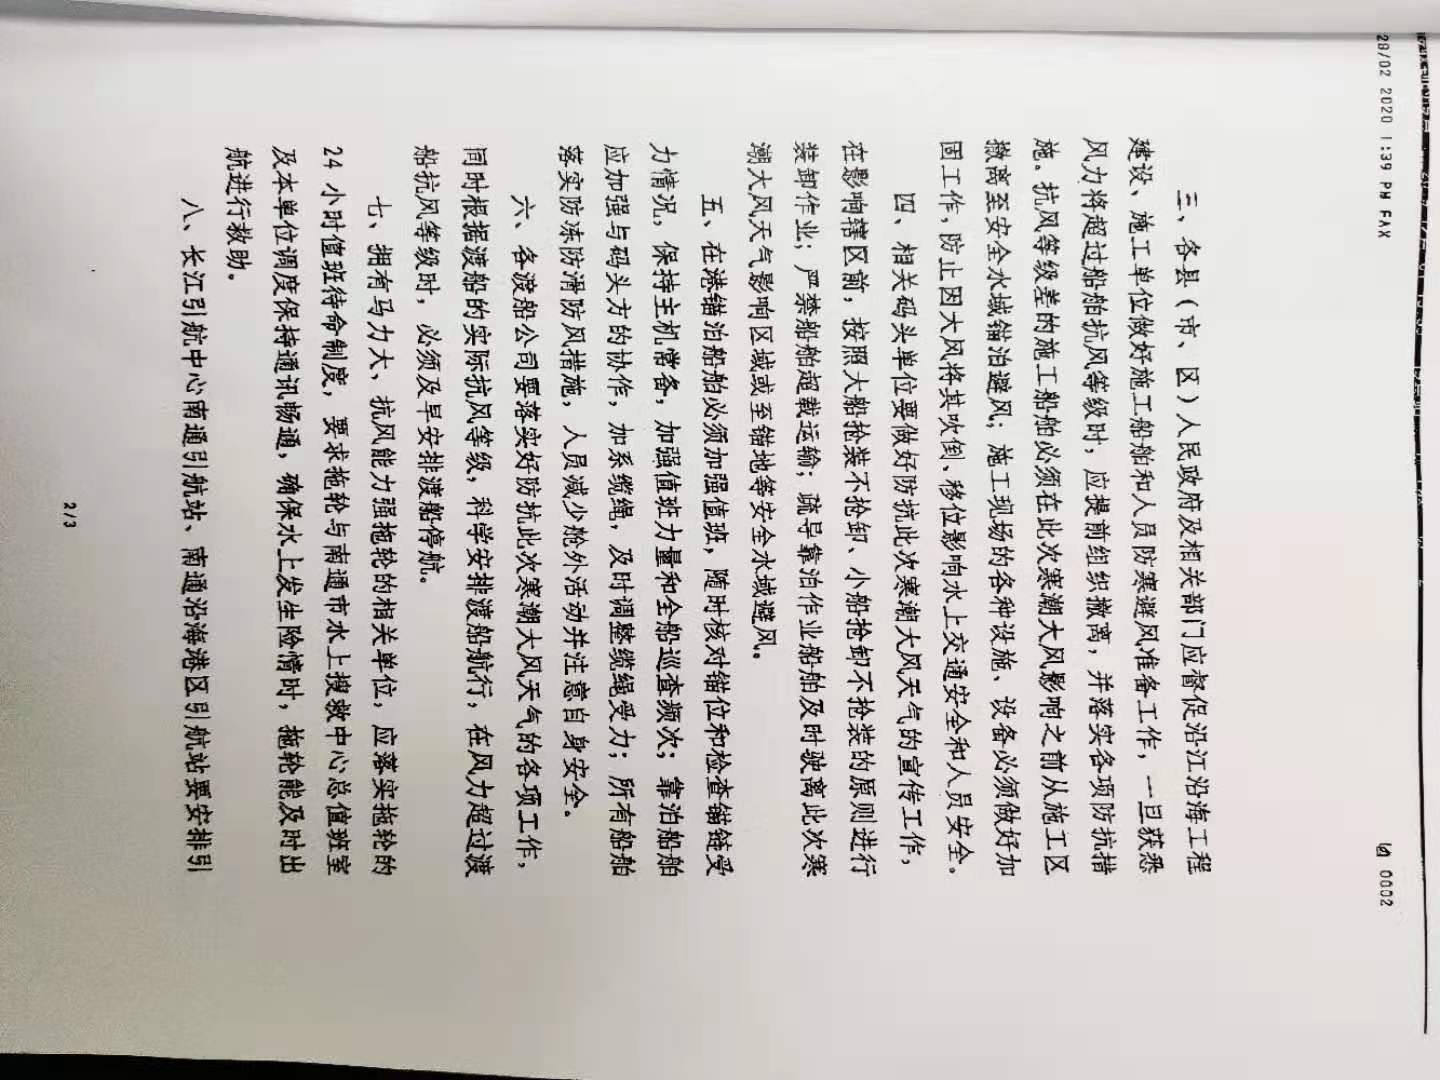 28/02 2020 1:39 PM FAX
0002
三、各县（市、区）人民政府及相关部门应督促沿江沿海工程
建设、施工单位做好施工船舶和人员防寒避风准备工作，一旦获悉
风力将超过船舶抗风等级时，应提前组织撤离，并落实各项防抗措
施。抗风等级差的施工船舶必须在此次寒潮大风影响之前从施工区
撤离至安全水域锚泊避风；施工现场的各种设施、设备必须做好加
固工作，防止因大风将其吹倒、移位影响水上交通安全和人员安全。
四、相关码头单位要做好防抗此次寒潮大风天气的宣传工作，
在影响辖区前，按照大船抢装不抢卸、小船抢卸不抢装的原则进行
装卸作业；严禁船舶超载运输；疏导靠泊作业船舶及时驶离此次寒
潮大风天气影响区域或至锚地等安全水域避风。
五、在港锚泊船舶必须加强值班，随时核对锚位和检查锚链受
力情况，保持主机常备，加强值班力量和全船巡查频次；靠泊船舶
应加强与码头方的协作，加系缆绳，及时调整缆绳受力；所有船舶
落实防冻防滑防风措施，人员减少舱外活动并注意自身安全。
六、各渡船公司要落实好防抗此次寒潮大风天气的各项工作，
同时根据渡船的实际抗风等级，科学安排渡船航行，在风力超过渡
船抗风等级时，必须及早安排渡船停航。
七、拥有马力大、抗风能力强拖轮的相关单位，应落实拖轮的
24 小时值班待命制度，要求拖轮与南通市水上搜救中心总值班室
及本单位调度保持通讯畅通，确保水上发生险情时，拖轮能及时出
航进行救助。
八、长江引航中心南通引航站、南通沿海港区引航站要安排引
2/3